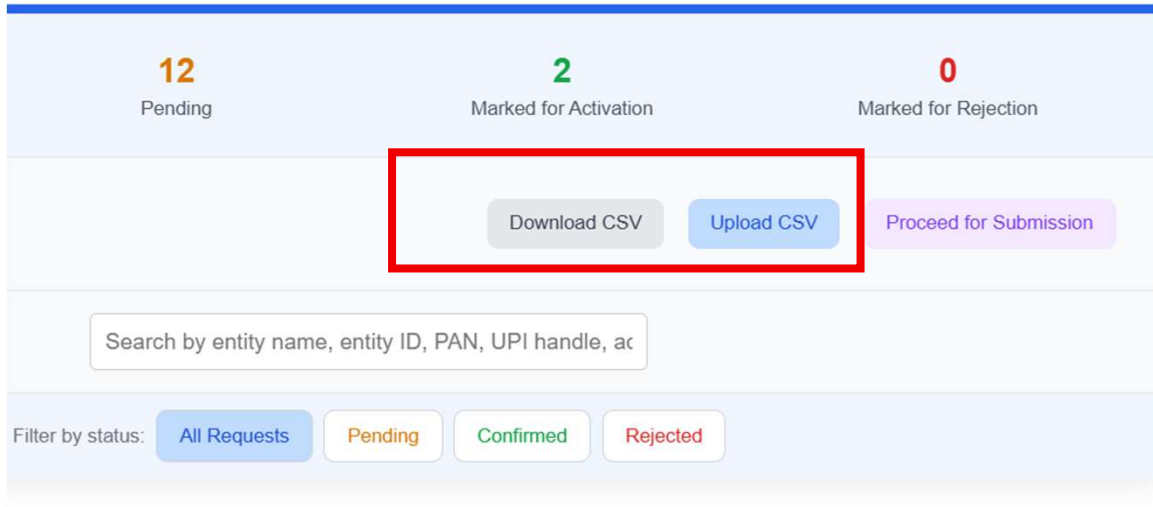 12
Pending
2
Marked for Activation
0
Marked for Rejection
Download CSV
Upload CSV
Proceed for Submission
Search by entity name, entity ID, PAN, UPI handle, ac
Filter by status:
All Requests
Pending
Confirmed
Rejected